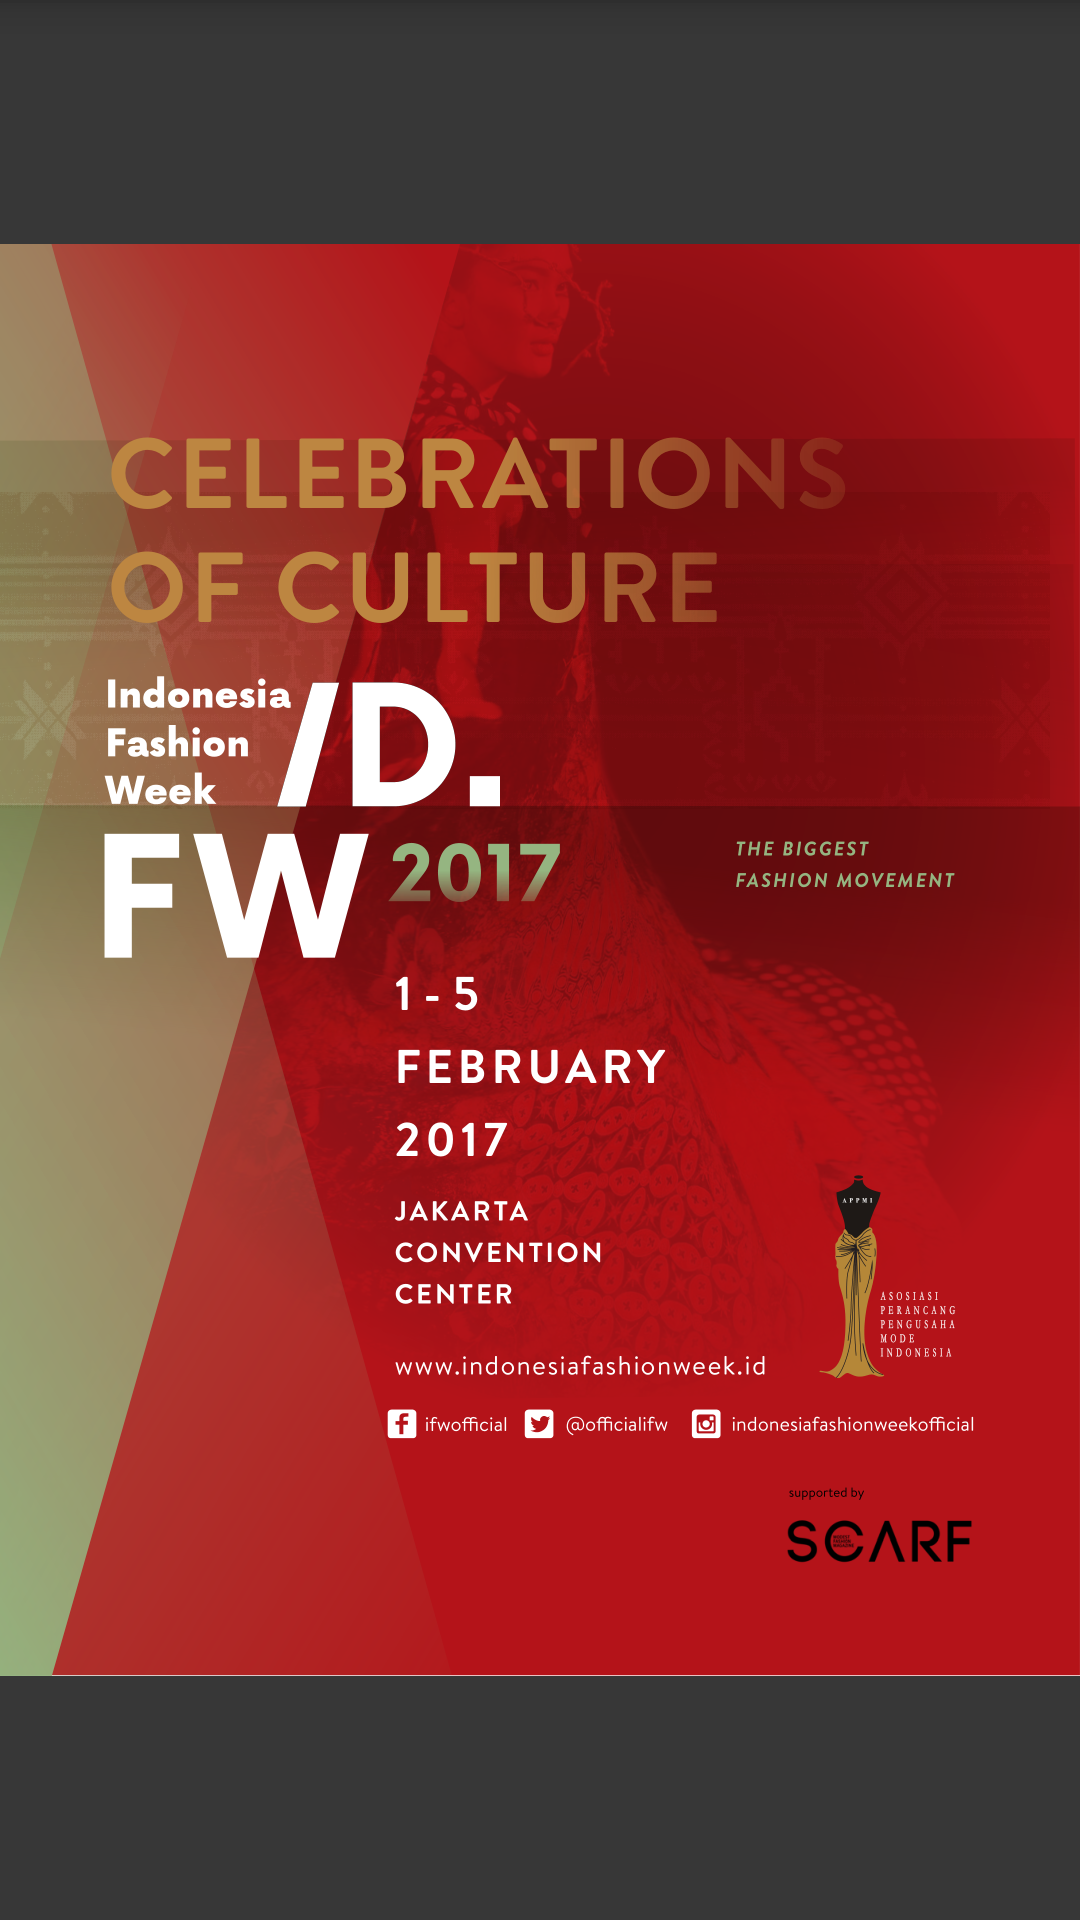 CELEBRATIONS
OF CULTURE
Indonesia
Fashion
Week
/D.
FW
2017
THE BIGGEST
FASHION MOVEMENT
1 - 5
FEBRUARY
2017
JAKARTA
CONVENTION
CENTER
APPMI
ASOSIASI
PERANCANG
PENGUSAHA
MODE
INDONESIA
www.indonesiafashionweek.id
ifwofficial @officialifw indonesiafashionweekofficial
supported by
SCARF